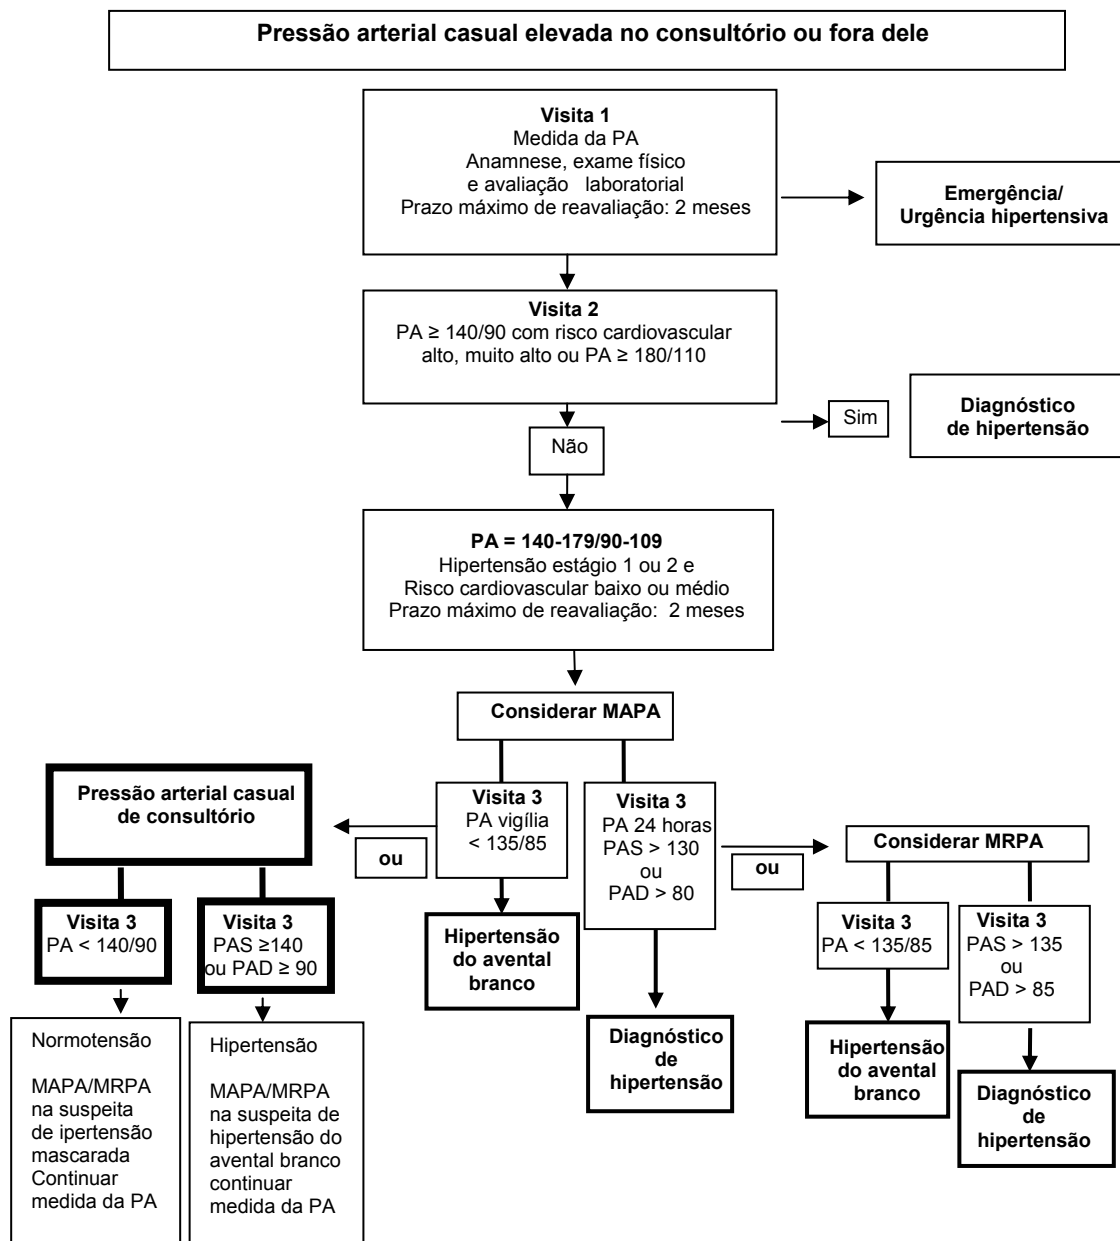 Pressão arterial casual elevada no consultório ou fora dele
Visita 1
Medida da PA
Anamnese, exame físico
e avaliação laboratorial
Prazo máximo de reavaliação: 2 meses
Emergência/
Urgência hipertensiva
Visita 2
PA ≥ 140/90 com risco cardiovascular
alto, muito alto ou PA ≥ 180/110
Sim
Diagnóstico
de hipertensão
Não
PA = 140-179/90-109
Hipertensão estágio 1 ou 2 e
Risco cardiovascular baixo ou médio
Prazo máximo de reavaliação: 2 meses
Considerar MAPA
Pressão arterial casual
de consultório
ou
Visita 3
PA vigília
< 135/85
Visita 3
PA 24 horas
PAS > 130
ou
PAD > 80
ou
Considerar MRPA
Visita 3
PA < 140/90
Visita 3
PAS ≥140
ou PAD ≥ 90
Hipertensão
do avental
branco
Visita 3
PA < 135/85
Visita 3
PAS > 135
ou
PAD > 85
Normotensão
MAPA/MRPA
na suspeita
de ipertensão
mascarada
Continuar
medida da PA
Hipertensão
MAPA/MRPA
na suspeita de
hipertensão do
avental branco
continuar
medida da PA
Diagnóstico
de
hipertensão
Hipertensão
do avental
branco
Diagnóstico
de
hipertensão